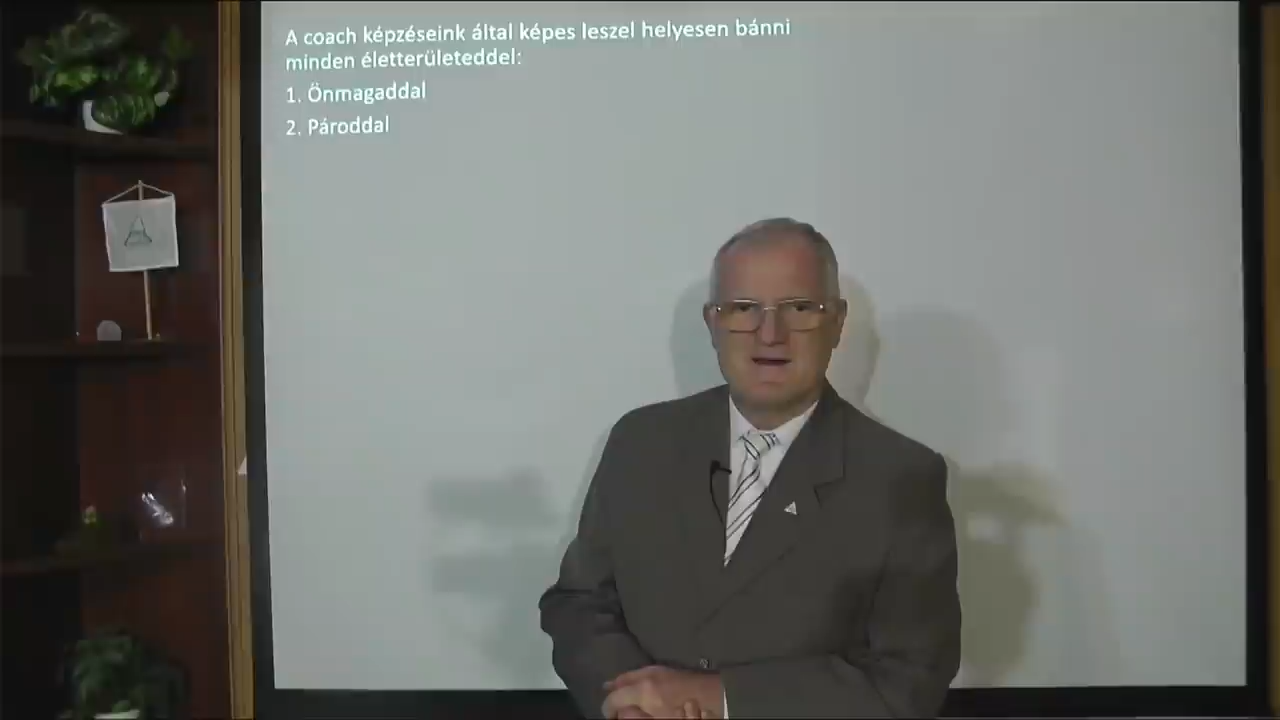 A coach képzéseink által képes leszel helyesen bánni
minden életterületeddel:
1. Önmagaddal
2. Pároddal